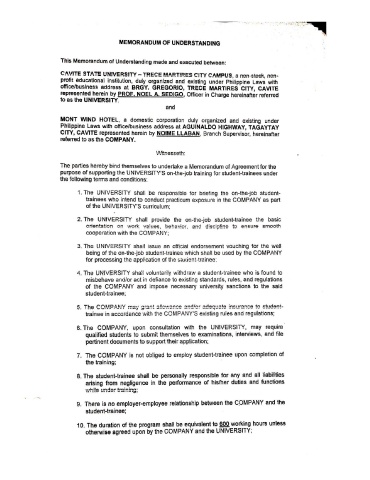 MEMORANDUM OF UNDERSTANDING
This Memorandum of Understanding made and executed between:
CAVITE STATE UNIVERSITY – TRECE MARTIRES CITY CAMPUS, a non-stock, non-
profit educational institution, duly organized and existing under Philippine Laws with
office/business address at BRGY. GREGORIO, TRECE MARTIRES CITY, CAVITE
represented herein by PROF. NOEL A. SEDIGO, Officer in Charge hereinafter referred
to as the UNIVERSITY.
and
MONT WIND HOTEL, a domestic corporation duly organized and existing under
Philippine Laws with office/business address at AGUINALDO HIGHWAY, TAGAYTAY
CITY, CAVITE represented herein by NOIME LLABAN, Branch Supervisor, hereinafter
referred to as the COMPANY.
Witnesseth:
The parties hereby bind themselves to undertake a Memorandum of Agreement for the
purpose of supporting the UNIVERSITY'S on-the-job training for student-trainees under
the following terms and conditions:
1. The UNIVERSITY shall be responsible for briefing the on-the-job student-
trainees who intend to conduct practicum exposure in the COMPANY as part
of the UNIVERSITY'S curriculum;
2. The UNIVERSITY shall provide the on-the-job student-trainee the basic
orientation on work values, behavior, and discipline to ensure smooth
cooperation with the COMPANY;
3. The UNIVERSITY shall issue an official endorsement vouching for the well
being of the on-the-job student-trainee which shall be used by the COMPANY
for processing the application of the student-trainee;
4. The UNIVERSITY shall voluntarily withdraw a student-trainee who is found to
misbehave and/or act in defiance to existing standards, rules, and regulations
of the COMPANY and impose necessary university sanctions to the said
student-trainee;
5. The COMPANY may grant allowance and/or adequate insurance to student-
trainee in accordance with the COMPANY'S existing rules and regulations;
6. The COMPANY, upon consultation with the UNIVERSITY, may require
qualified students to submit themselves to examinations, interviews, and file
pertinent documents to support their application;
7. The COMPANY is not obliged to employ student-trainee upon completion of
the training;
8. The student-trainee shall be personally responsible for any and all liabilities
arising from negligence in the performance of his/her duties and functions
while under training;
9. There is no employer-employee relationship between the COMPANY and the
student-trainee;
10. The duration of the program shall be equivalent to 600 working hours unless
otherwise agreed upon by the COMPANY and the UNIVERSITY;